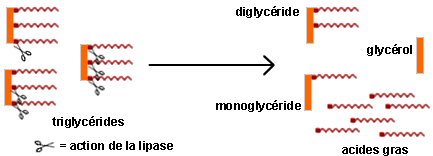 diglycéride
glycérol
monoglycéride
triglycérides
acides gras
= action de la lipase